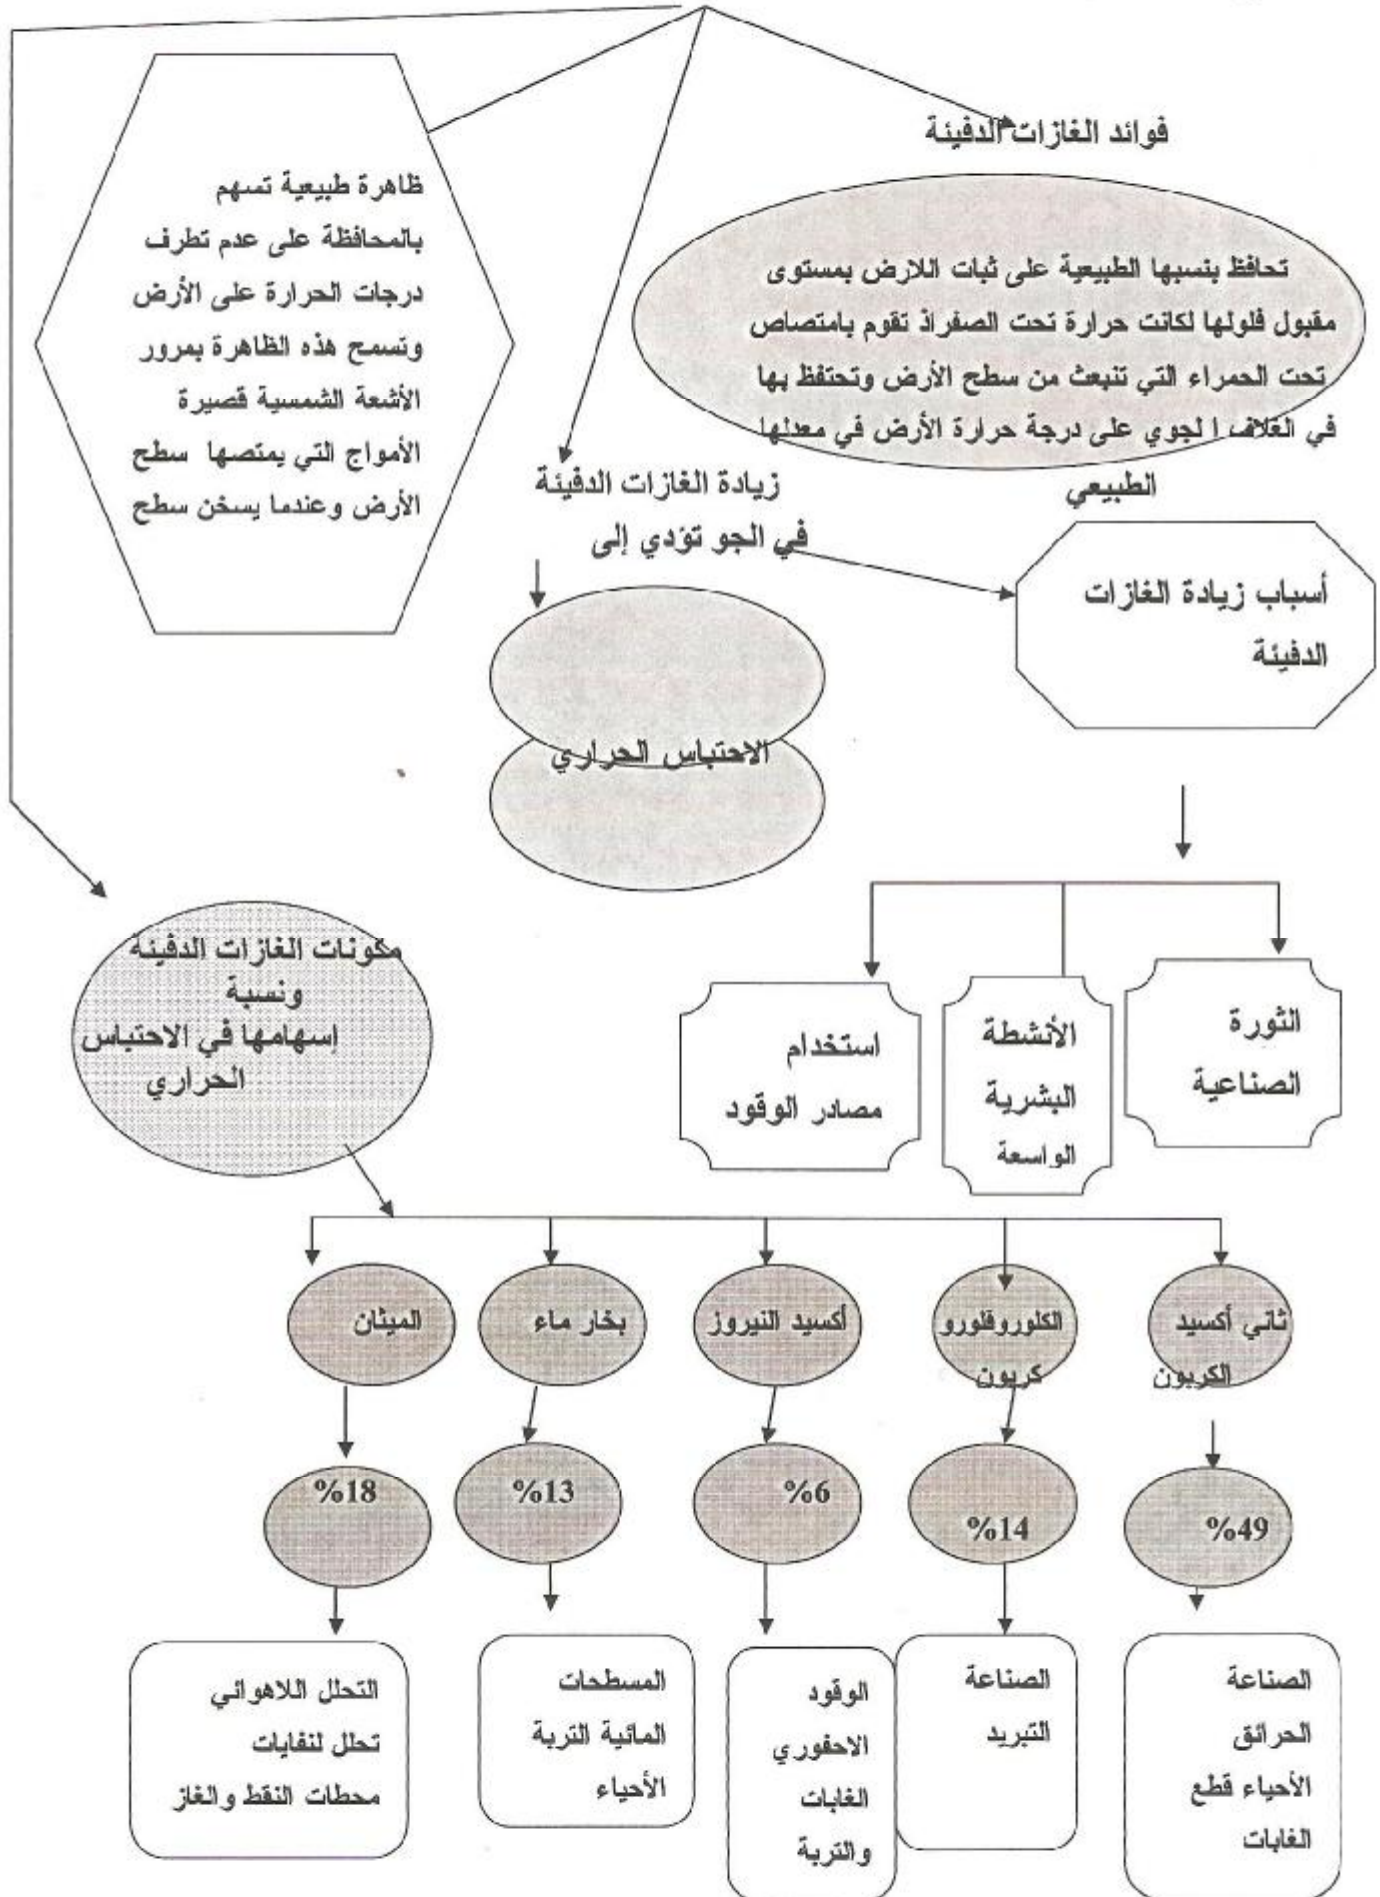 فوائد الغازات الدفيئة
تحافظ بنسبها الطبيعية على ثبات اللارض بمستوى
مقبول فلولها لكانت حرارة تحت الصفراذ تقوم بامتصاص
تحت الحمراء التي تنبعث من سطح الأرض وتحتفظ بها
في الغلاف ا لجوي على درجة حرارة الأرض في معدلها
الطبيعي
ظاهرة طبيعية تسهم
بالمحافظة على عدم تطرف
درجات الحرارة على الأرض
وتسمح هذه الظاهرة بمرور
الأشعة الشمسية قصيرة
الأمواج التي يمتصها سطح
الأرض وعندما يسخن سطح
زيادة الغازات الدفيئة
في الجو تؤدي إلى
أسباب زيادة الغازات
الدفيئة
الاحتباس الحراري
الثورة
الصناعية
الأنشطة
البشرية
الواسعة
استخدام
مصادر الوقود
مكونات الغازات الدفيئة
ونسبة
إسهامها في الاحتباس
الحراري
ثاني أكسيد
الكربون
الكلوروفلورو
كربون
أكسيد النيروز
بخار ماء
الميثان
%49
%14
%6
%13
%18
الصناعة
الحرائق
الأحياء قطع
الغابات
الصناعة
التبريد
الوقود
الاحفوري
الغابات
والتربة
المسطحات
المائية التربة
الأحياء
التحلل اللاهوائي
تحلل لنفايات
محطات النقط والغاز